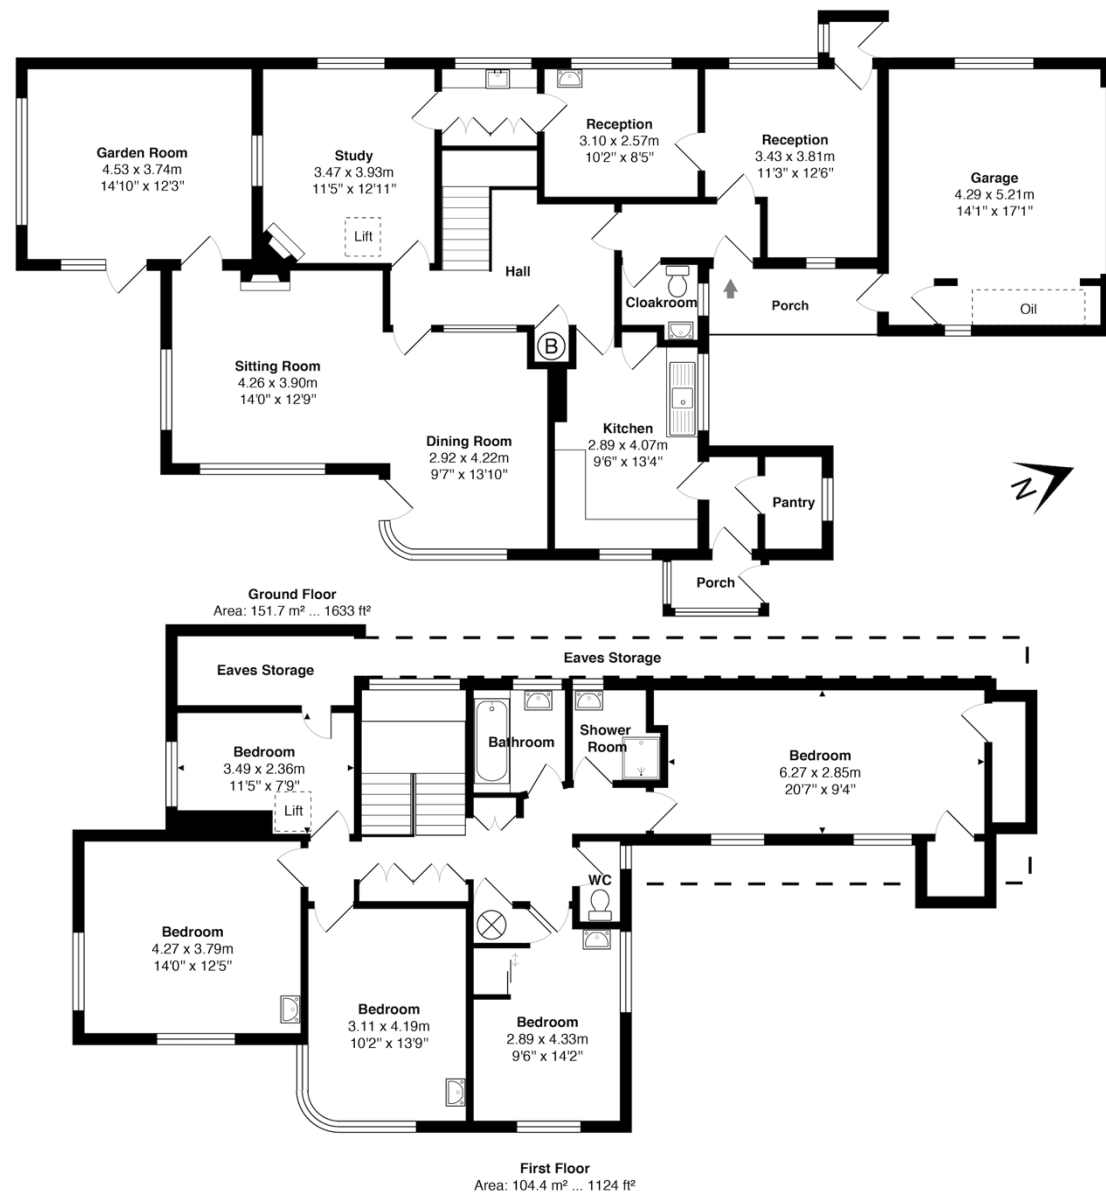 Garden Room
4.53 x 3.74m
14'10" x 12'3"
Study
3.47 x 3.93m
11'5" x 12'11"
Lift
Reception
3.10 x 2.57m
10'2" x 8'5"
Reception
3.43 x 3.81m
11'3" x 12'6"
Garage
4.29 x 5.21m
14'1" x 17'1"
Hall
Cloakroom
Porch
Oil
B
Sitting Room
4.26 x 3.90m
14'0" x 12'9"
Dining Room
2.92 x 4.22m
9'7" x 13'10"
Kitchen
2.89 x 4.07m
9'6" x 13'4"
Pantry
N
Porch
Ground Floor
Area: 151.7 m² ... 1633 ft²
Eaves Storage
Eaves Storage
Bedroom
3.49 x 2.36m
11'5" x 7'9"
Lift
Bathroom
Shower
Room
Bedroom
6.27 x 2.85m
20'7" x 9'4"
WC
Bedroom
4.27 x 3.79m
14'0" x 12'5"
Bedroom
3.11 x 4.19m
10'2" x 13'9"
Bedroom
2.89 x 4.33m
9'6" x 14'2"
First Floor
Area: 104.4 m² ... 1124 ft²